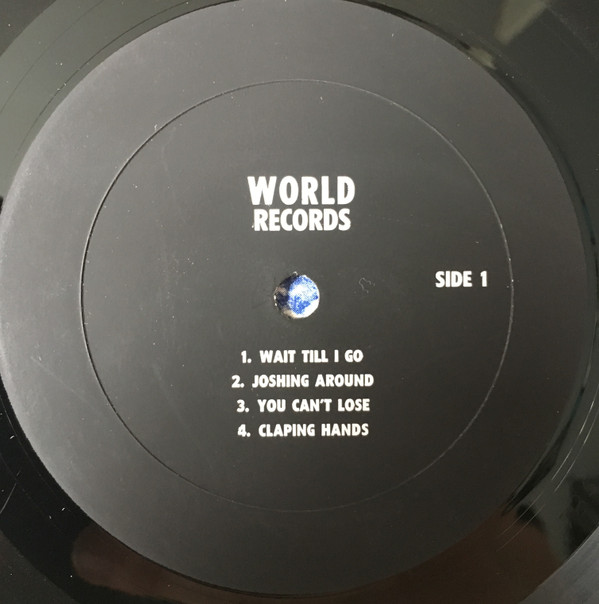 WORLD
RECORDS
SIDE 1
1. WAIT TILL I GO
2. JOSHING AROUND
3. YOU CAN'T LOSE
4. CLAPING HANDS